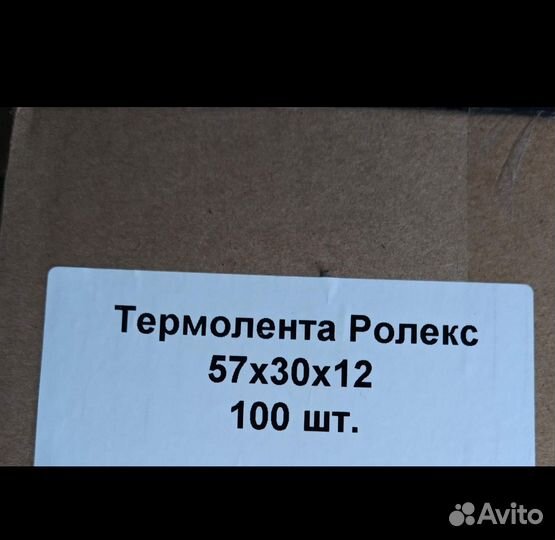 Термолента Ролекс
57х30х12
100 шт.
Avito